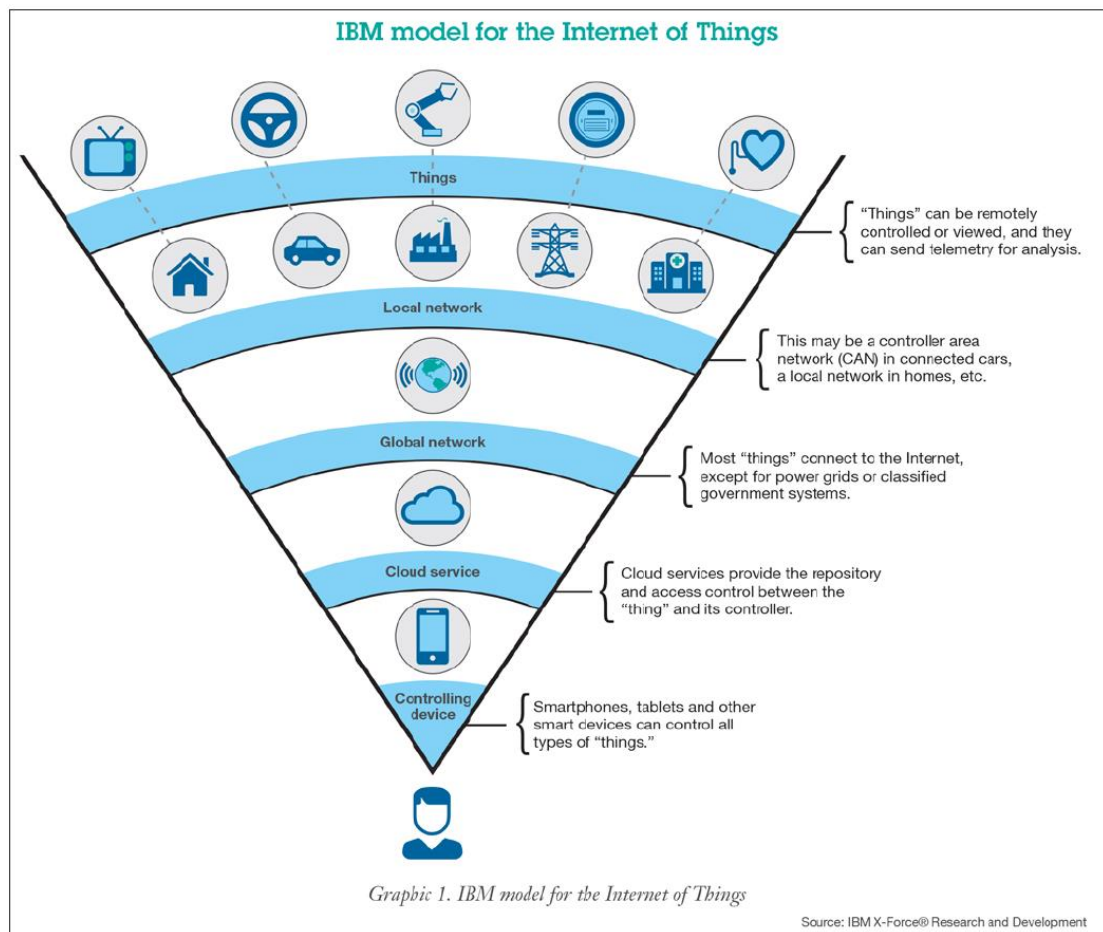 IBM model for the Internet of Things
Things
“Things” can be remotely
controlled or viewed, and they
can send telemetry for analysis.
Local network
This may be a controller area
network (CAN) in connected cars,
a local network in homes, etc.
Global network
Most “things” connect to the Internet,
except for power grids or classified
government systems.
Cloud service
Cloud services provide the repository
and access control between the
“thing” and its controller.
Controlling
device
Smartphones, tablets and other
smart devices can control all
types of “things.”
Graphic 1. IBM model for the Internet of Things
Source: IBM X-Force® Research and Development